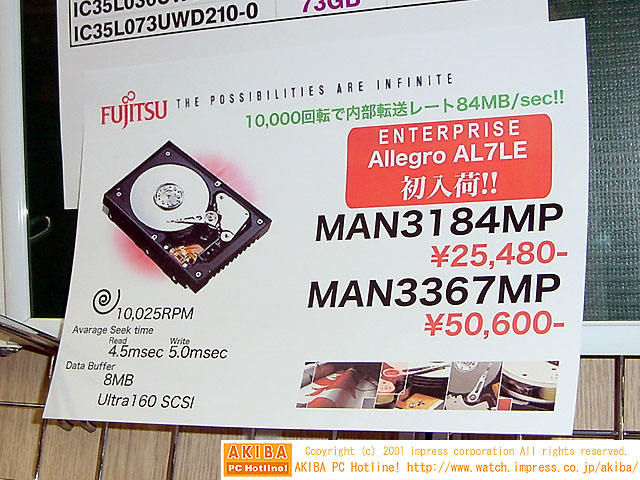 IC35L073UWD210-0
73GB
FUJITSU THE POSSIBILITIES ARE INFINITE
10,000回転で内部転送レート84MB/sec!!
ENTERPRISE
Allegro AL7LE
初入荷!!
MAN3184MP
¥25,480-
MAN3367MP
¥50,600-
10,025RPM
Avarage Seek time
Read Write
4.5msec 5.0msec
Data Buffer
8MB
Ultra160 SCSI
AKIBA
PC Hotline!
Copyright (c) 2001 impress corporation All rights reserved.
AKIBA PC Hotline! http://www.watch.impress.co.jp/akiba/